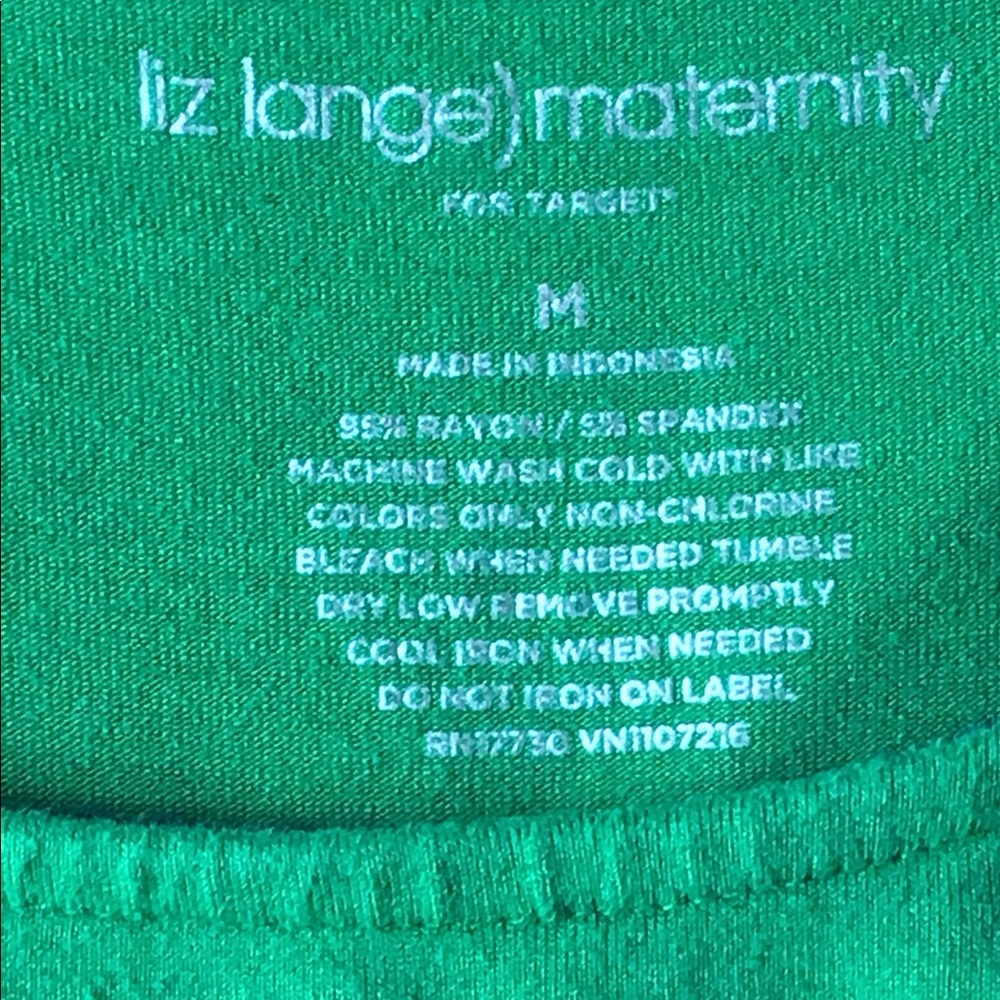 liz lange) maternity
FOR TARGET®
M
MADE IN INDONESIA
95% RAYON / 5% SPANDEX
MACHINE WASH COLD WITH LIKE
COLORS ONLY NON-CHLORINE
BLEACH WHEN NEEDED TUMBLE
DRY LOW REMOVE PROMPTLY
COOL IRON WHEN NEEDED
DO NOT IRON ON LABEL
RN17730 VN1107216